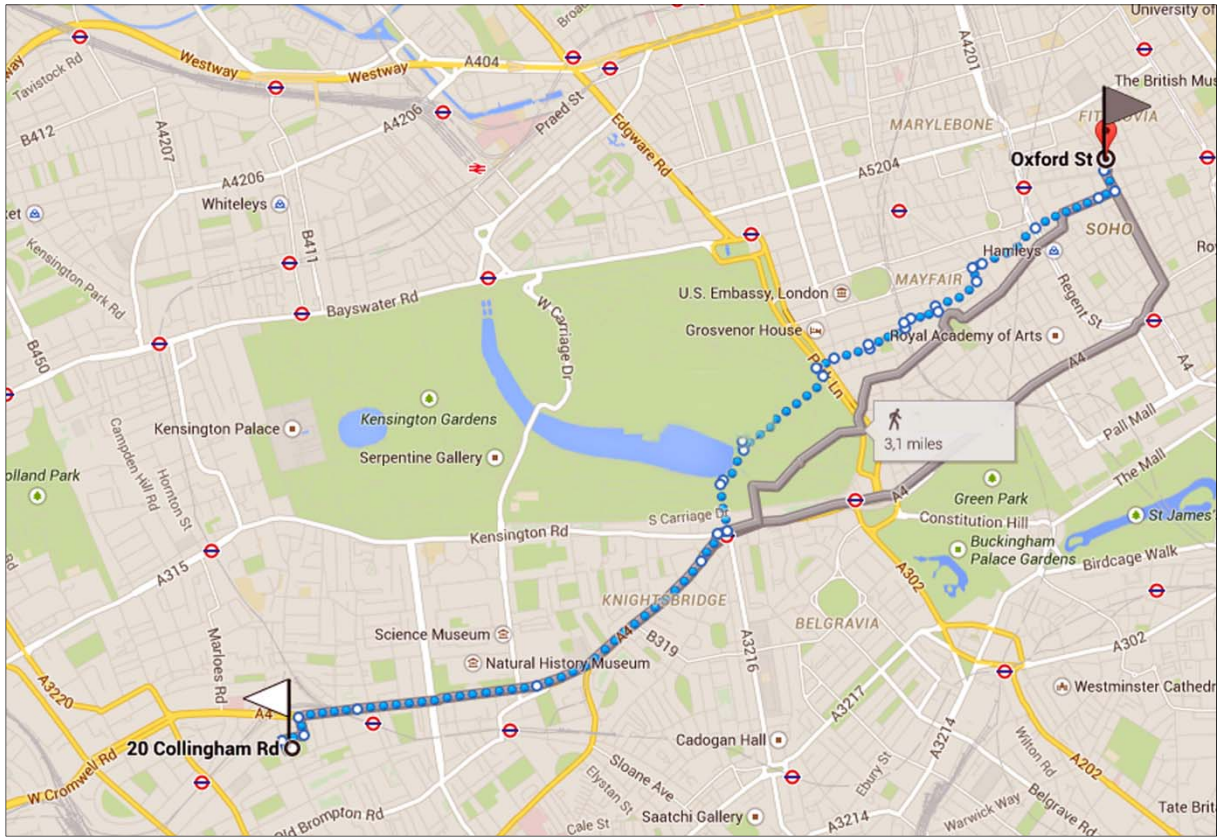 University of
A4201
Broad
A404
Westway
Westway
Tavistock Rd
The British Mus
Praed St
Edgware Rd
A4206
B412
A4207
MARYLEBONE
FITZROVIA
Oxford St
A5204
A4206
Whiteleys
ket
B411
Kensington Park Rd
SOHO
Ro
Hamleys
MAYFAIR
Bayswater Rd
W Carriage Dr
U.S. Embassy, London
Regent St
Grosvenor House
Royal Academy of Arts
B450
Park Ln
A4
A4
Kensington Gardens
Kensington Palace
3,1 miles
Pall Mall
Serpentine Gallery
The Mall
olland Park
Campden Hill Rd
Hornton St
A4
Green Park
S Carriage Dr
Constitution Hill
St James's
Kensington Rd
Buckingham
Palace Gardens
Birdcage Walk
A315
A302
KNIGHTSBRIDGE
BELGRAVIA
A4
B319
A3216
A302
Science Museum
Natural History Museum
Marloes Rd
A3220
Westminster Cathedr
A3217
A3214
A4
20 Collingham Rd
Cadogan Hall
Wilton Rd
W Cromwell Rd
Sloane Ave
Ebury St
A202
Elystan St
Belgrave Rd
Old Brompton Rd
Cale St
Saatchi Gallery
A3214
Warwick Way
Tate Bri